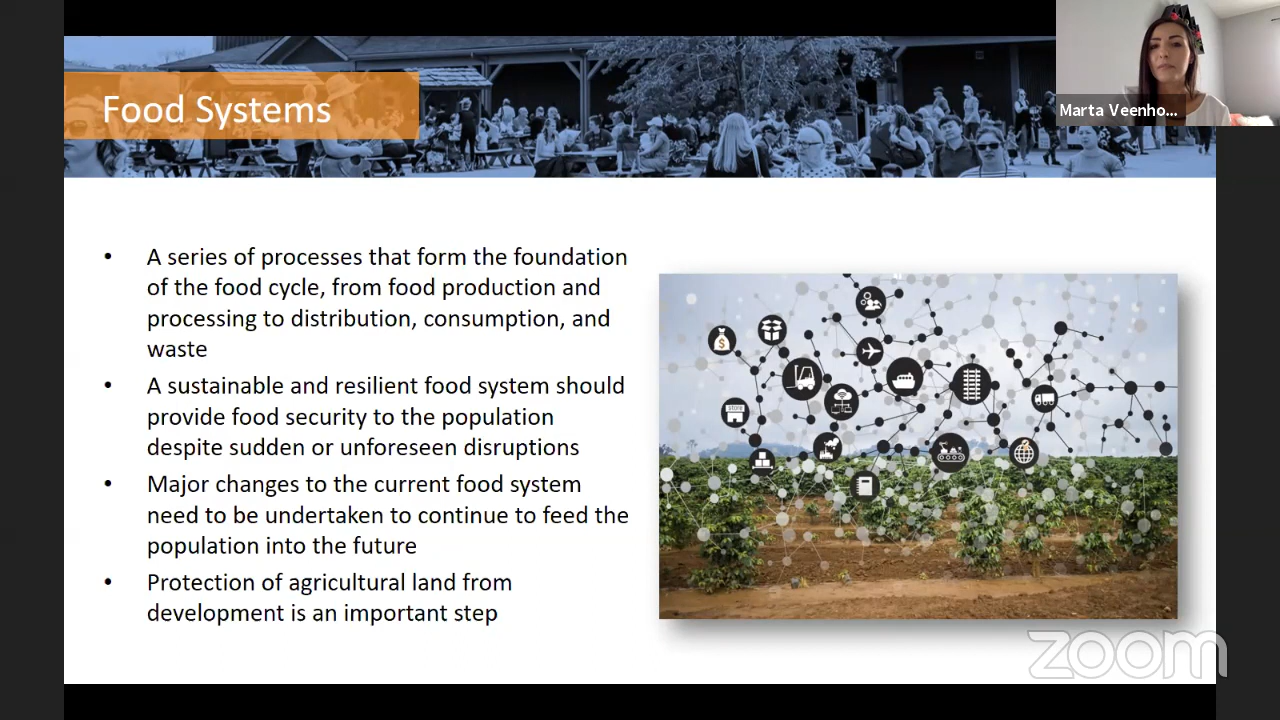 Food Systems
Marta Veenho...
• A series of processes that form the foundation
of the food cycle, from food production and
processing to distribution, consumption, and
waste
• A sustainable and resilient food system should
provide food security to the population
despite sudden or unforeseen disruptions
• Major changes to the current food system
need to be undertaken to continue to feed the
population into the future
• Protection of agricultural land from
development is an important step
$
STORE
zoom